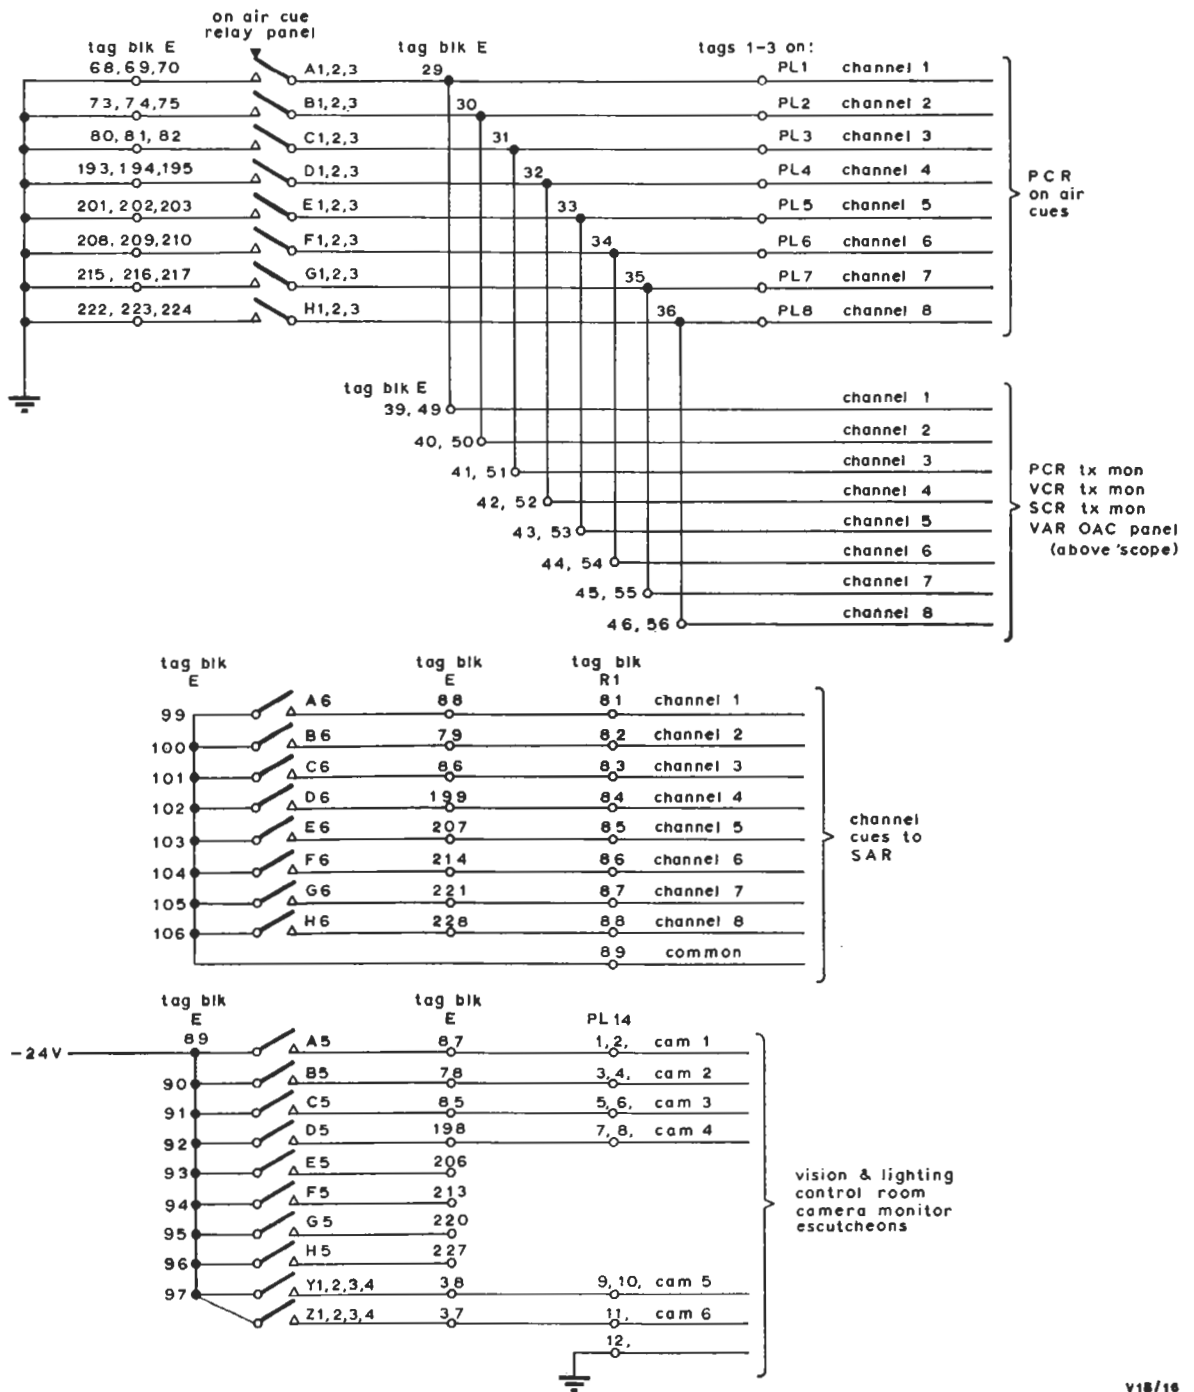 on air cue
relay panel
tag blk E
tag blk E
tags 1-3 on:
68, 69, 70 A1,2,3 29 PL1 channel 1
73, 74, 75 B1,2,3 30 PL2 channel 2
80, 81, 82 C1,2,3 31 PL3 channel 3
193, 194, 195 D1,2,3 32 PL4 channel 4
201, 202, 203 E1,2,3 33 PL5 channel 5
208, 209, 210 F1,2,3 34 PL6 channel 6
215, 216, 217 G1,2,3 35 PL7 channel 7
222, 223, 224 H1,2,3 36 PL8 channel 8
PCR
on air
cues
tag blk E
39, 49 channel 1
40, 50 channel 2
41, 51 channel 3
42, 52 channel 4
43, 53 channel 5
44, 54 channel 6
45, 55 channel 7
46, 56 channel 8
PCR tx mon
VCR tx mon
SCR tx mon
VAR OAC panel
(above 'scope)
tag blk
E
tag blk
E
tag blk
R1
99 A6 88 81 channel 1
100 B6 79 82 channel 2
101 C6 86 83 channel 3
102 D6 199 84 channel 4
103 E6 207 85 channel 5
104 F6 214 86 channel 6
105 G6 221 87 channel 7
106 H6 228 88 channel 8
89 common
channel
cues to
SAR
tag blk
E
tag blk
E
PL14
-24V 89 A5 87 1, 2, cam 1
90 B5 78 3, 4, cam 2
91 C5 85 5, 6, cam 3
92 D5 198 7, 8, cam 4
93 E5 206
94 F5 213
95 G5 220
96 H5 227
97 Y1,2,3,4 38 9, 10, cam 5
Z1,2,3,4 37 11, cam 6
12,
vision & lighting
control room
camera monitor
escutcheons
V18/16